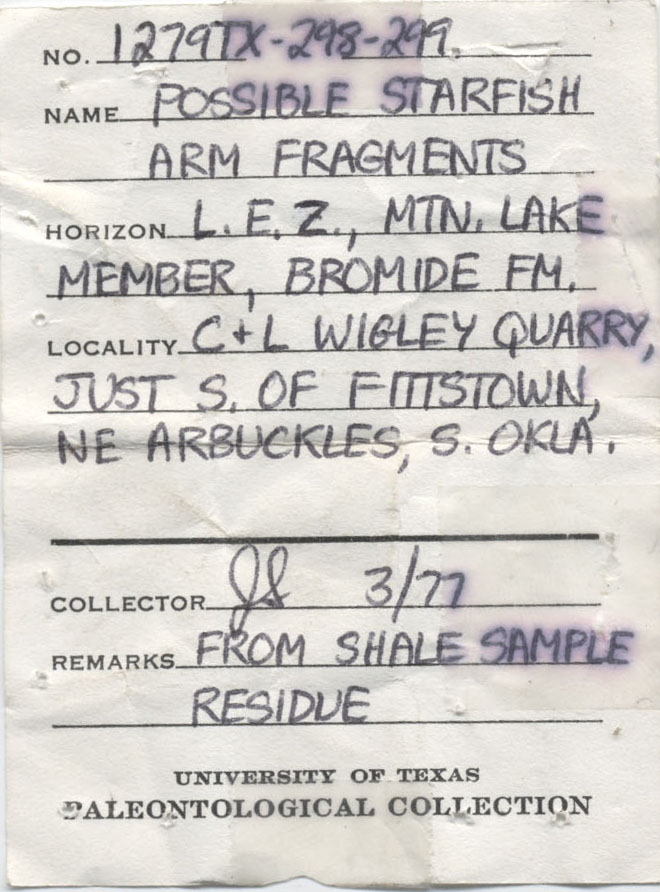 NO. 1279TX-298-299.
NAME POSSIBLE STARFISH
ARM FRAGMENTS
HORIZON L. E. Z., MTN. LAKE
MEMBER, BROMIDE FM.
LOCALITY C+L WIGLEY QUARRY,
JUST S. OF FITTSTOWN,
NE ARBUCKLES, S. OKLA.
COLLECTOR JS 3/77
REMARKS FROM SHALE SAMPLE
RESIDUE
UNIVERSITY OF TEXAS
PALEONTOLOGICAL COLLECTION